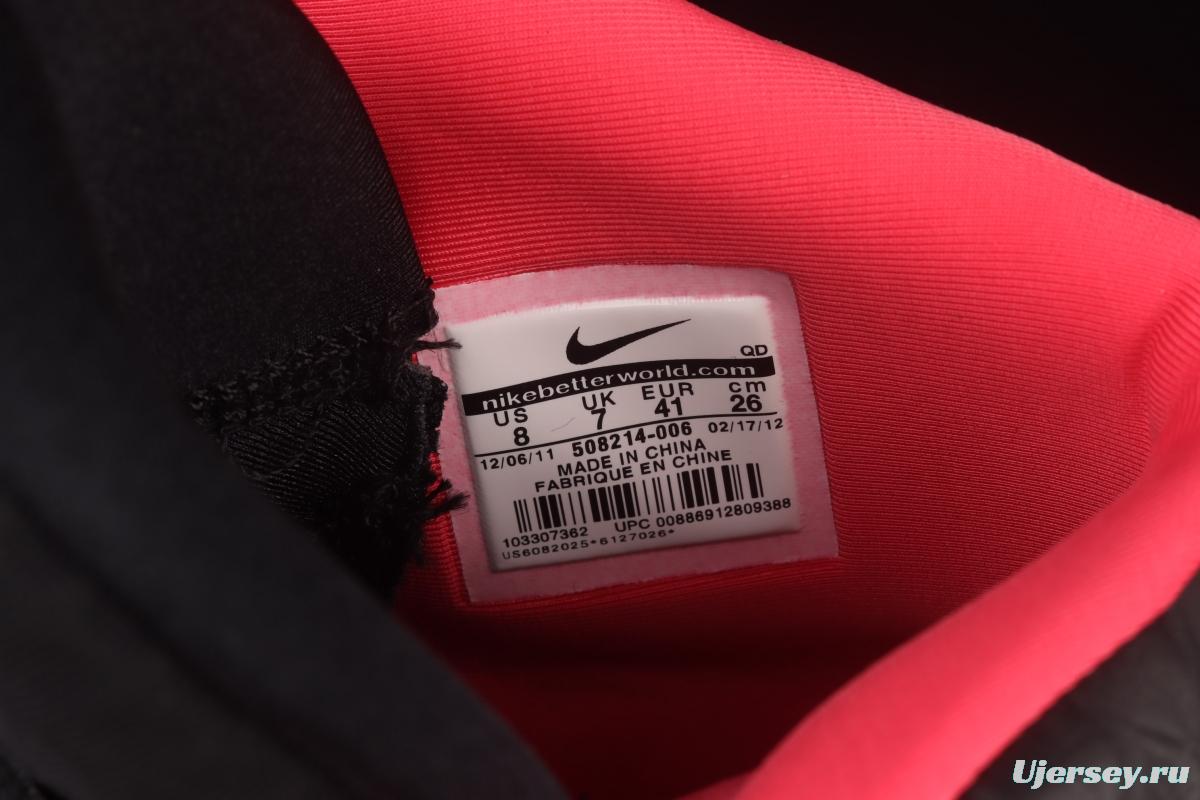 QD
nikebetterworld.com
US UK EUR cm
8 7 41 26
12/06/11 508214-006 02/17/12
MADE IN CHINA
FABRIQUE EN CHINE
103307362 UPC 00886912809388
US6082025*6127026*
Ujersey.ru